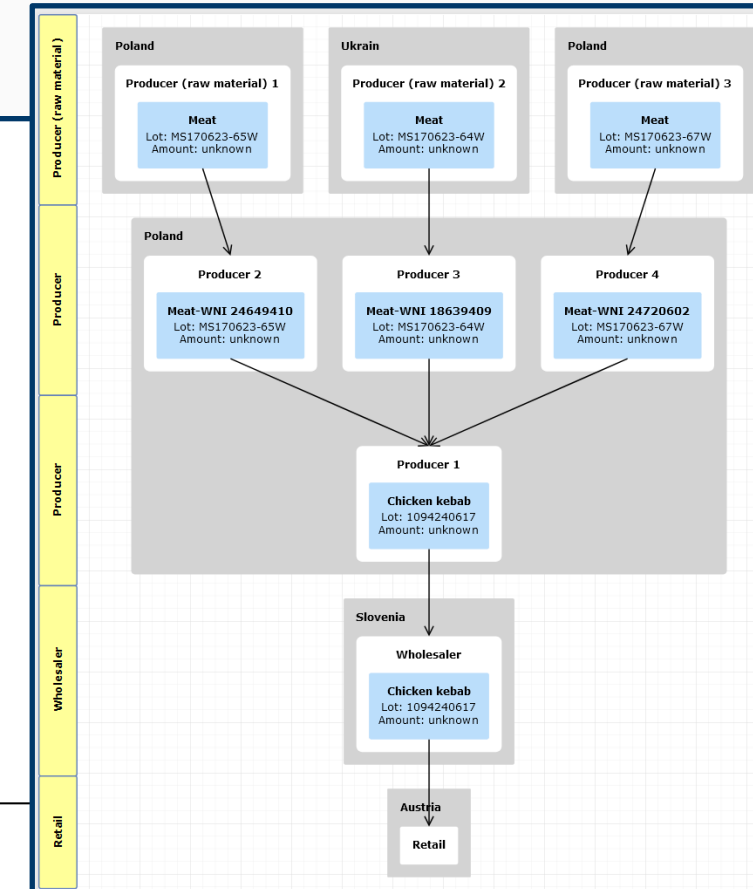 Producer (raw material)
Poland
Producer (raw material) 1
Meat
Lot: MS170623-65W
Amount: unknown
Ukrain
Producer (raw material) 2
Meat
Lot: MS170623-64W
Amount: unknown
Poland
Producer (raw material) 3
Meat
Lot: MS170623-67W
Amount: unknown
Producer
Poland
Producer 2
Meat-WNI 24649410
Lot: MS170623-65W
Amount: unknown
Producer 3
Meat-WNI 18639409
Lot: MS170623-64W
Amount: unknown
Producer 4
Meat-WNI 24720602
Lot: MS170623-67W
Amount: unknown
Producer
Producer 1
Chicken kebab
Lot: 1094240617
Amount: unknown
Wholesaler
Slovenia
Wholesaler
Chicken kebab
Lot: 1094240617
Amount: unknown
Retail
Austria
Retail